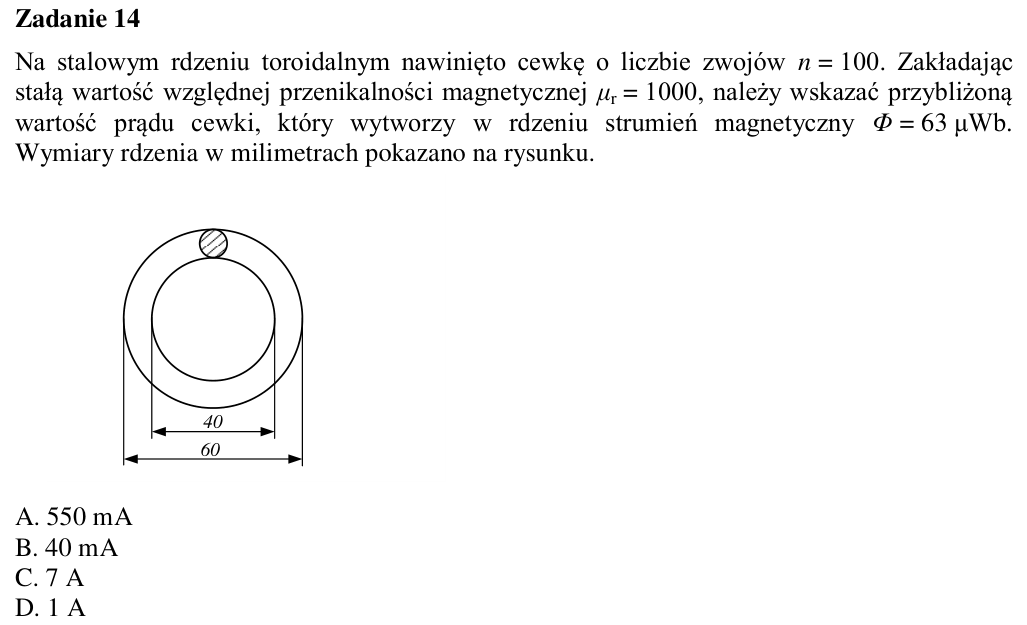 Zadanie 14
Na stalowym rdzeniu toroidalnym nawinięto cewkę o liczbie zwojów n = 100. Zakładając
stałą wartość względnej przenikalności magnetycznej μr = 1000, należy wskazać przybliżoną
wartość prądu cewki, który wytworzy w rdzeniu strumień magnetyczny Φ = 63 μWb.
Wymiary rdzenia w milimetrach pokazano na rysunku.
40
60
A. 550 mA
B. 40 mA
C. 7 A
D. 1 A